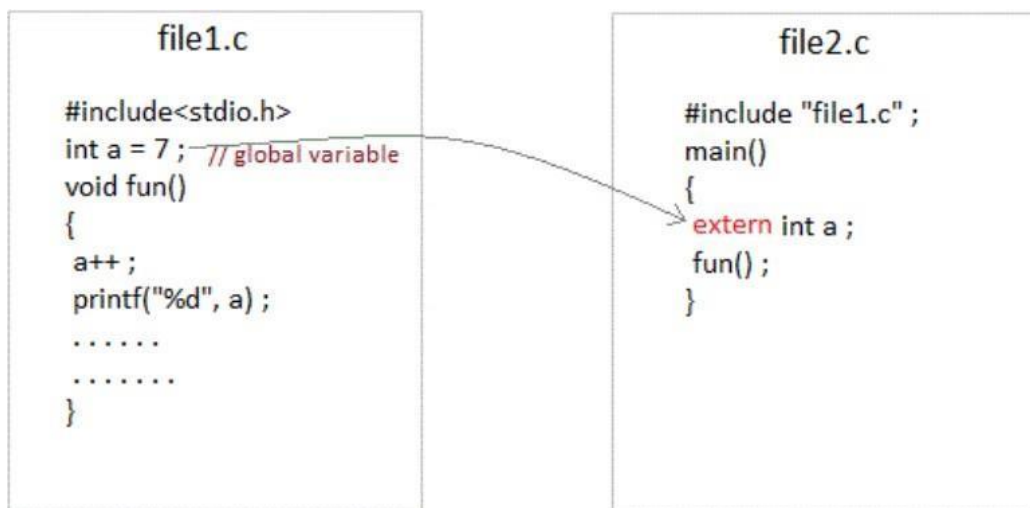 file1.c
#include<stdio.h>
int a = 7 ; // global variable
void fun()
{
a++ ;
printf("%d", a) ;
. . . . . .
. . . . . . .
}
file2.c
#include "file1.c" ;
main()
{
extern int a ;
fun() ;
}